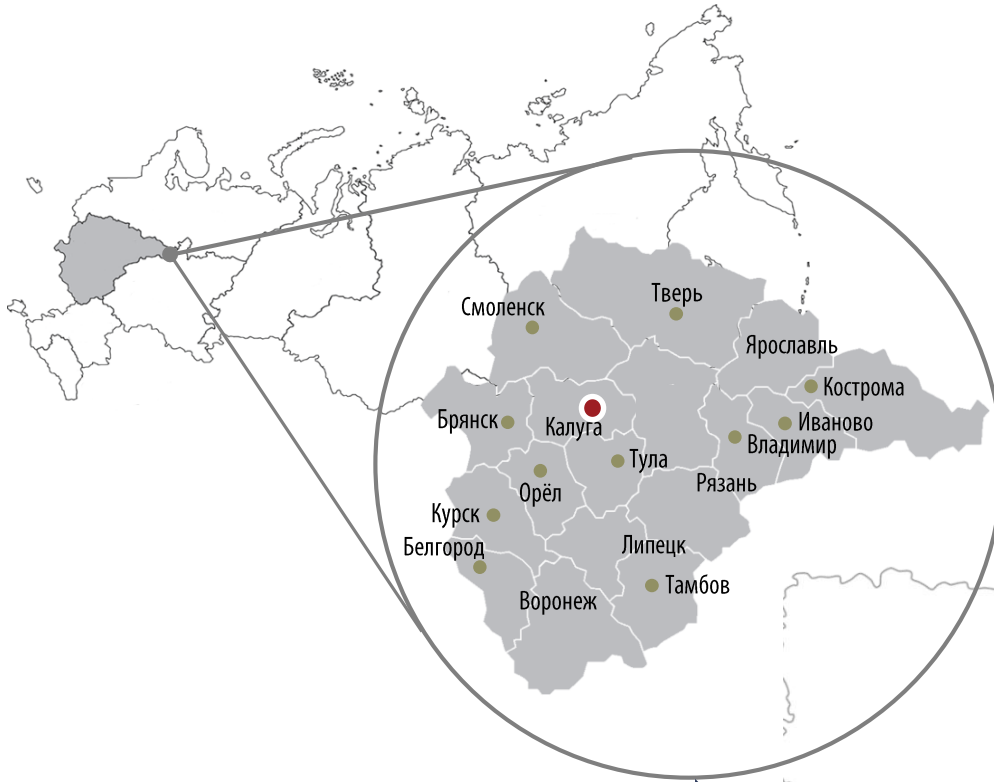 Тверь
Смоленск
Ярославль
Кострома
Брянск
Калуга
Иваново
Владимир
Тула
Рязань
Орёл
Курск
Белгород
Липецк
Тамбов
Воронеж